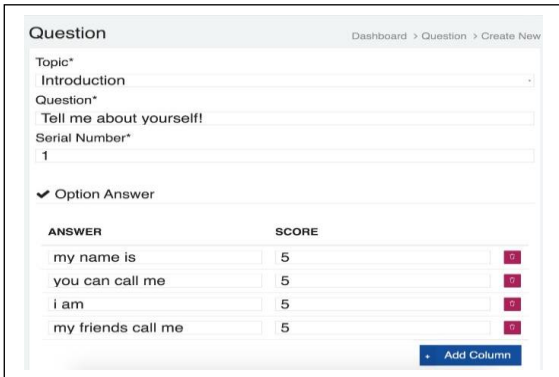 Question
Dashboard > Question > Create New
Topic*
Introduction
Question*
Tell me about yourself!
Serial Number*
1
Option Answer
ANSWER SCORE
my name is 5
you can call me 5
i am 5
my friends call me 5
+ Add Column